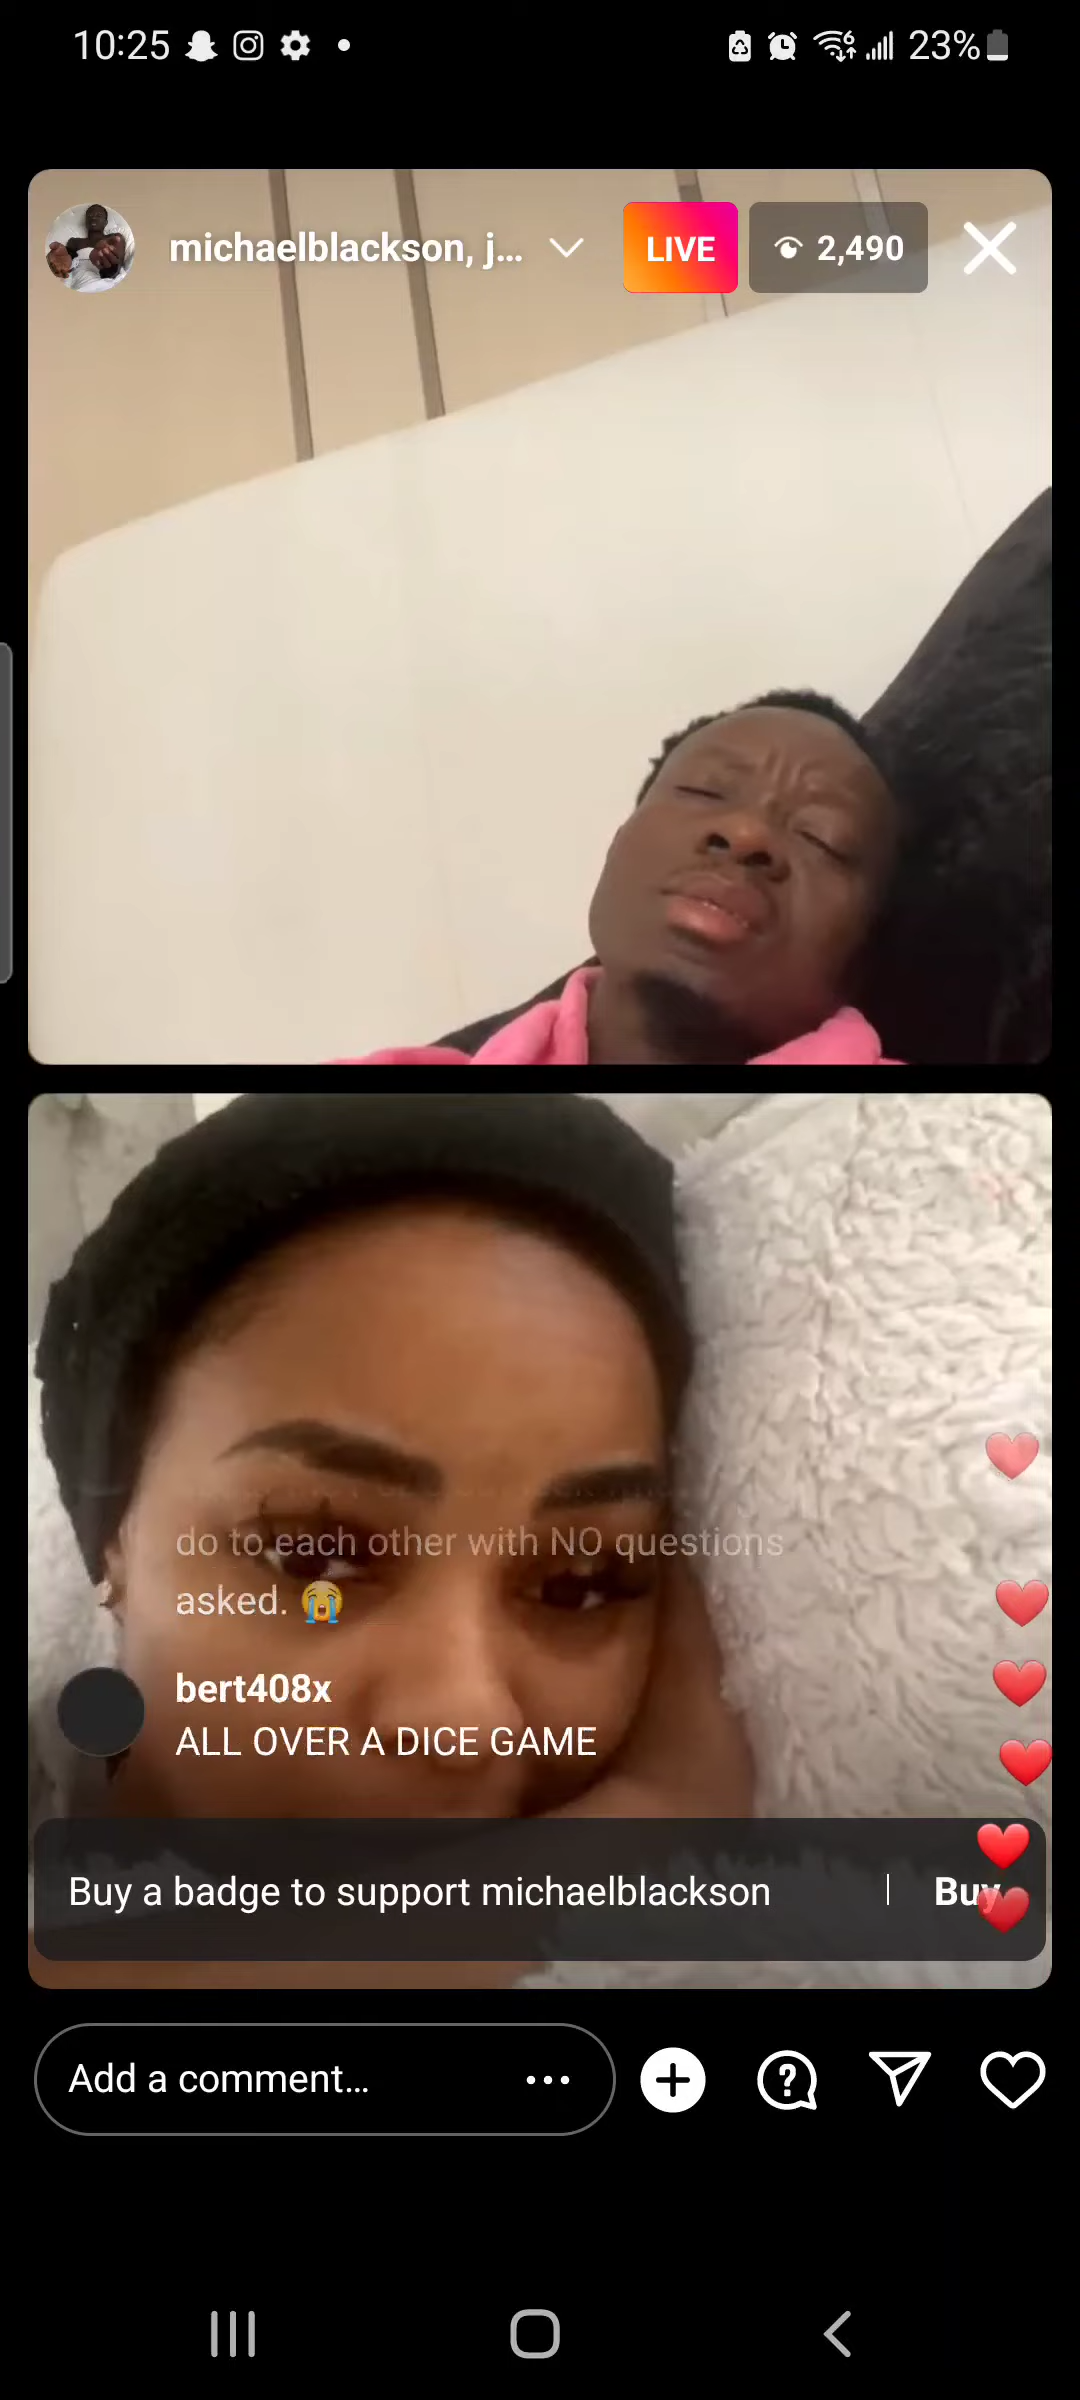 10:25
23%
michaelblackson, j...
LIVE
2,490
do to each other with NO questions
asked. 😭
bert408x
ALL OVER A DICE GAME
Buy a badge to support michaelblackson | Buy
Add a comment...